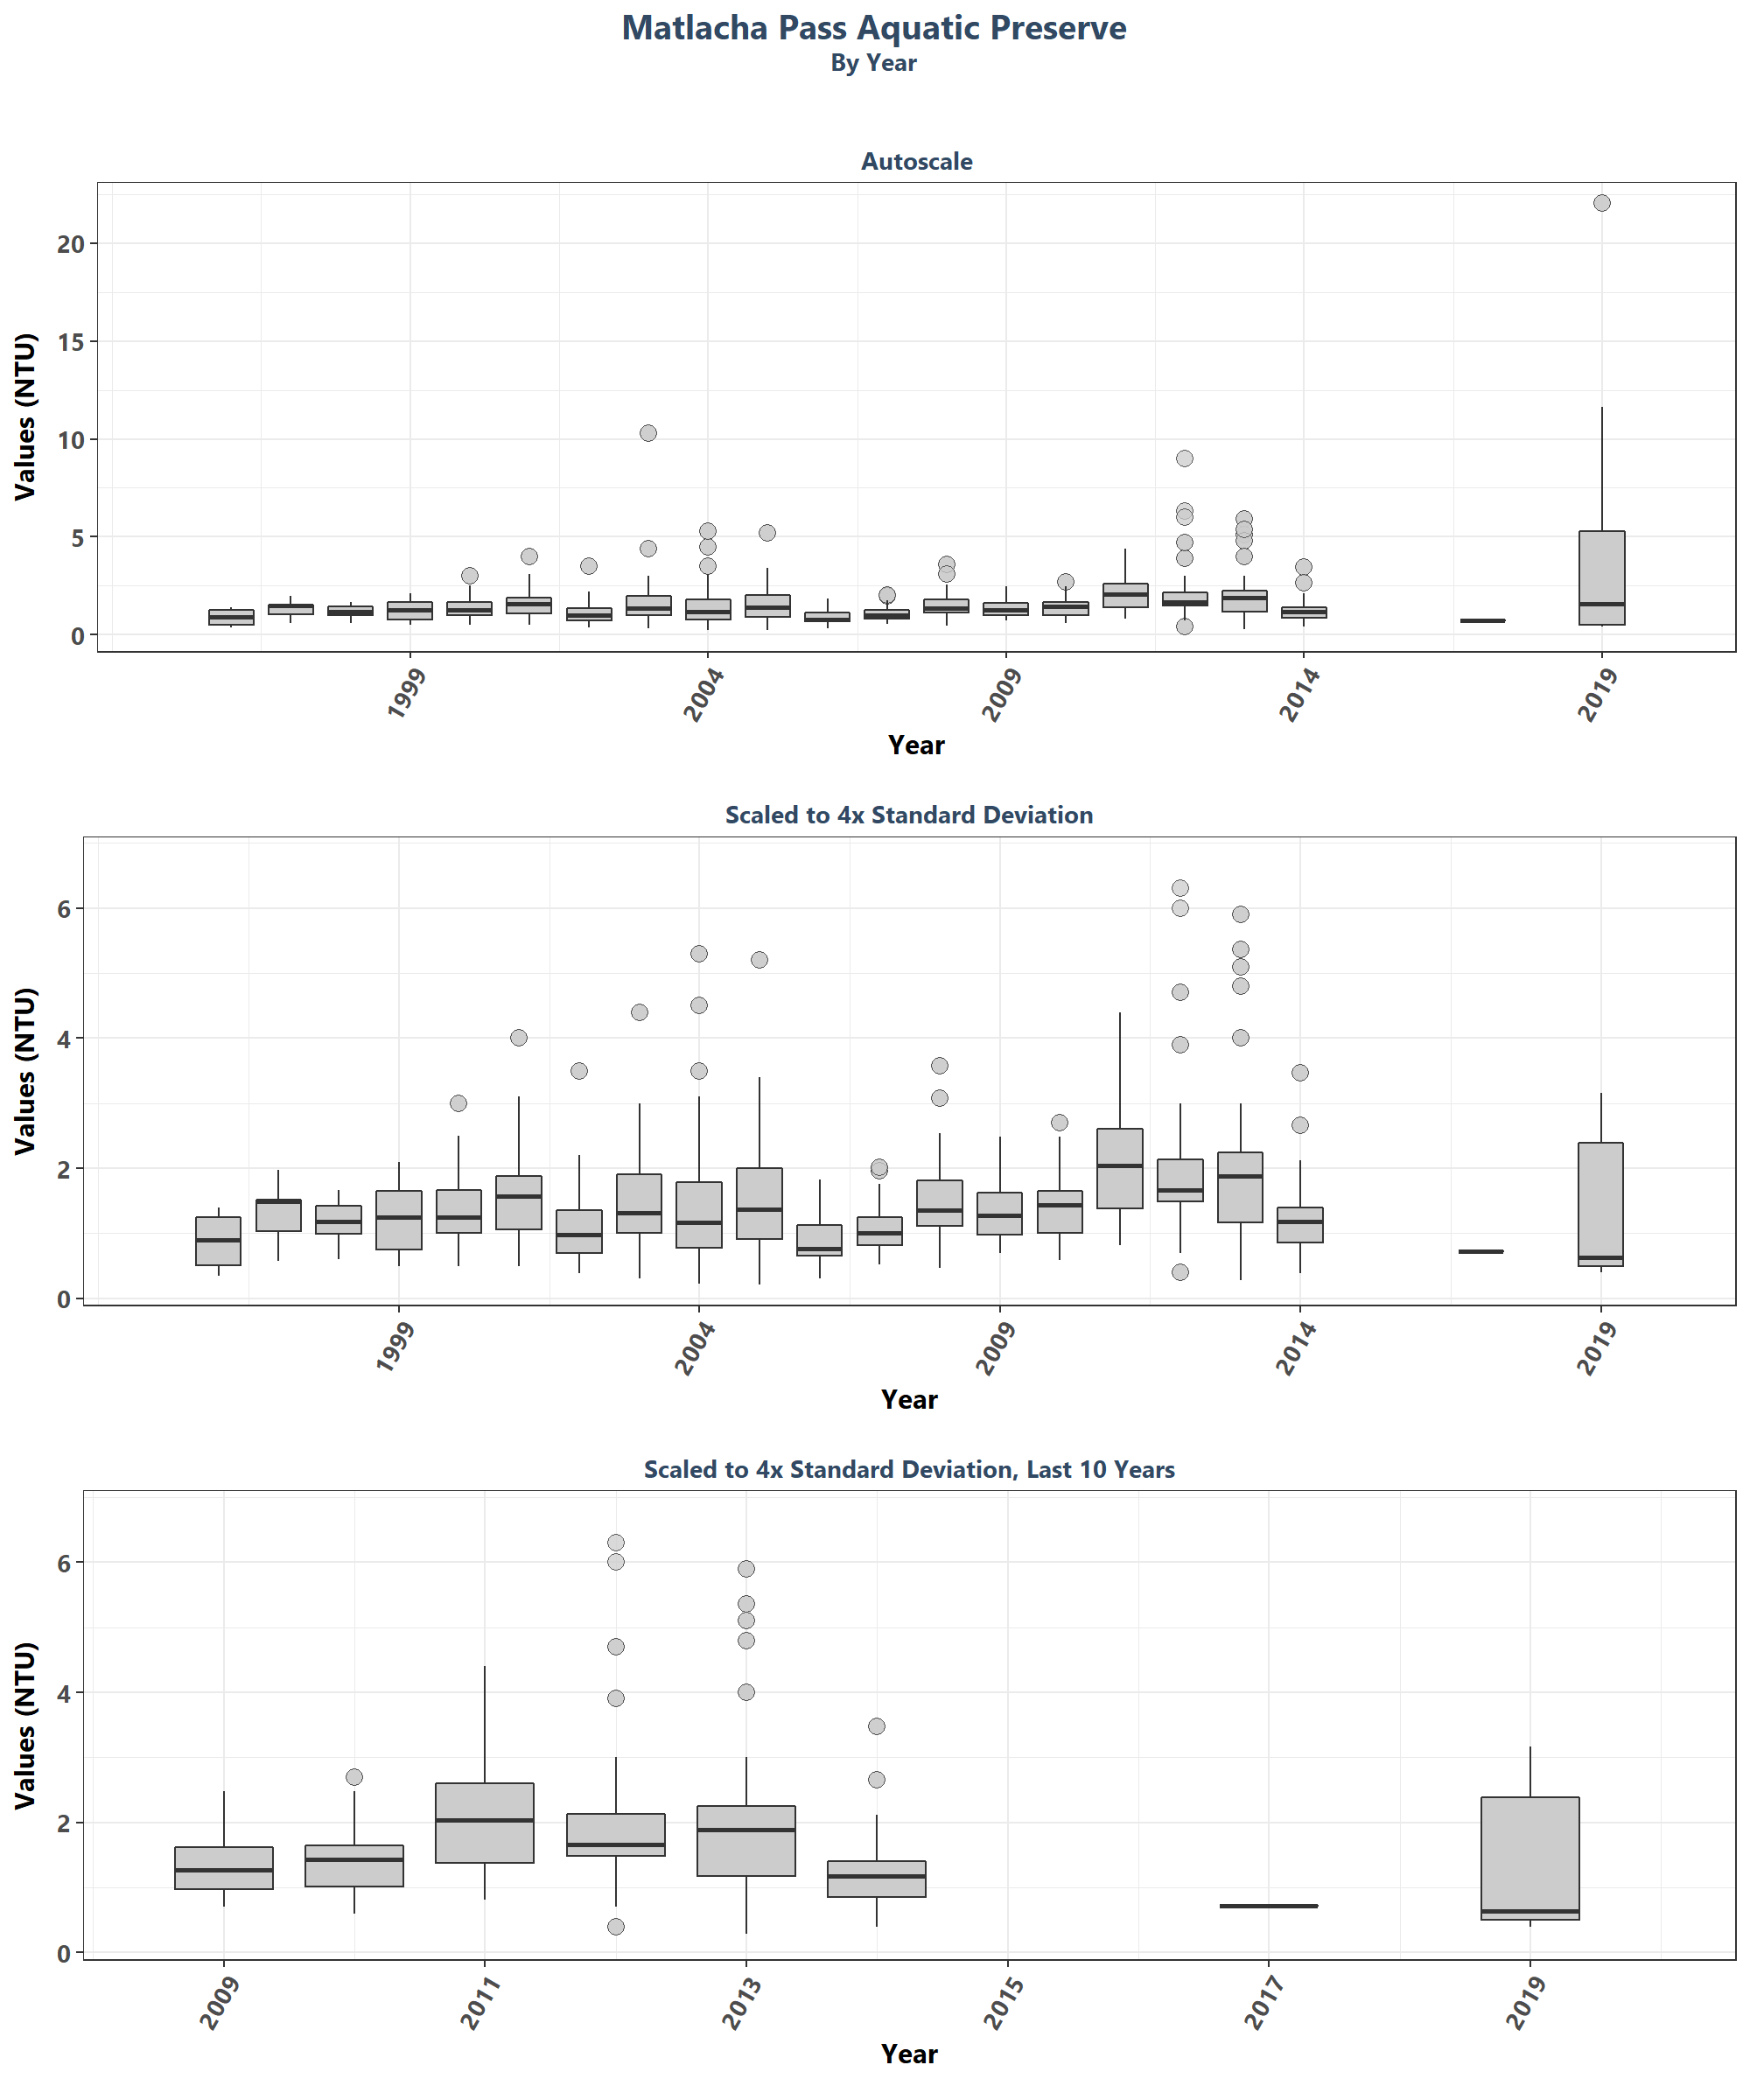 Matlacha Pass Aquatic Preserve
By Year
Autoscale
Values (NTU)
20
15
10
5
0
1999
2004
2009
2014
2019
Year
Scaled to 4x Standard Deviation
Values (NTU)
6
4
2
0
1999
2004
2009
2014
2019
Year
Scaled to 4x Standard Deviation, Last 10 Years
Values (NTU)
6
4
2
0
2009
2011
2013
2015
2017
2019
Year